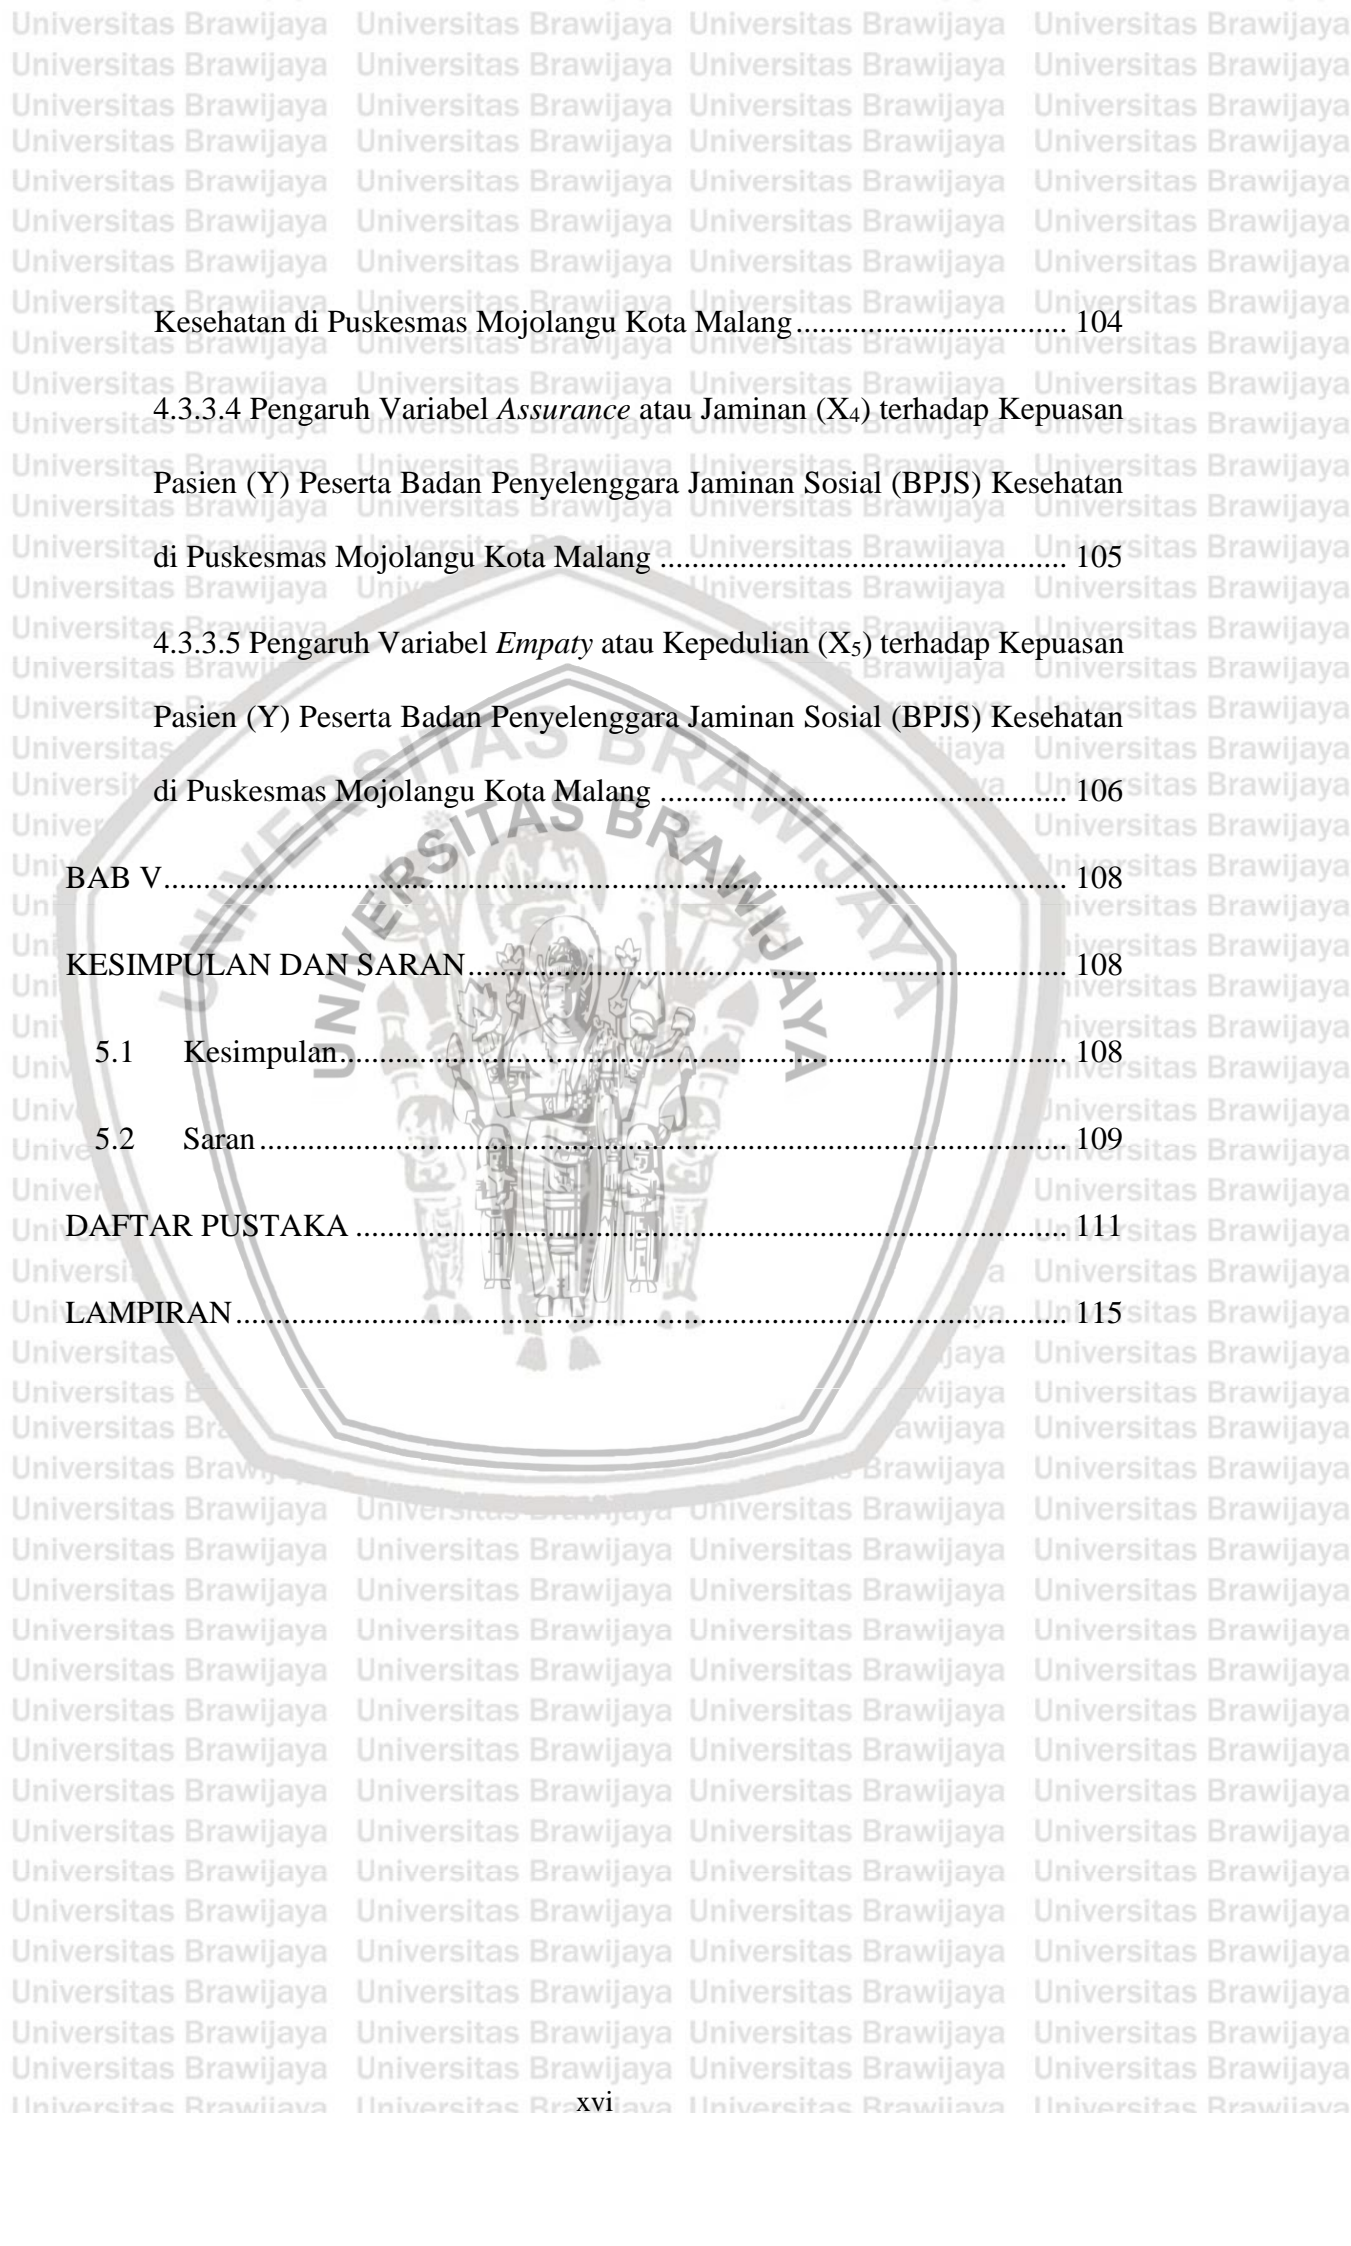 Kesehatan di Puskesmas Mojolangu Kota Malang.................................. 104
4.3.3.4 Pengaruh Variabel Assurance atau Jaminan (X4) terhadap Kepuasan
Pasien (Y) Peserta Badan Penyelenggara Jaminan Sosial (BPJS) Kesehatan
di Puskesmas Mojolangu Kota Malang ................................................... 105
4.3.3.5 Pengaruh Variabel Empaty atau Kepedulian (X5) terhadap Kepuasan
Pasien (Y) Peserta Badan Penyelenggara Jaminan Sosial (BPJS) Kesehatan
di Puskesmas Mojolangu Kota Malang ................................................... 106
BAB V................................................................................................................. 108
KESIMPULAN DAN SARAN........................................................................... 108
5.1 Kesimpulan........................................................................................... 108
5.2 Saran ..................................................................................................... 109
DAFTAR PUSTAKA ......................................................................................... 111
LAMPIRAN........................................................................................................ 115
UNIVERSITAS BRAWIJAYA
xvi